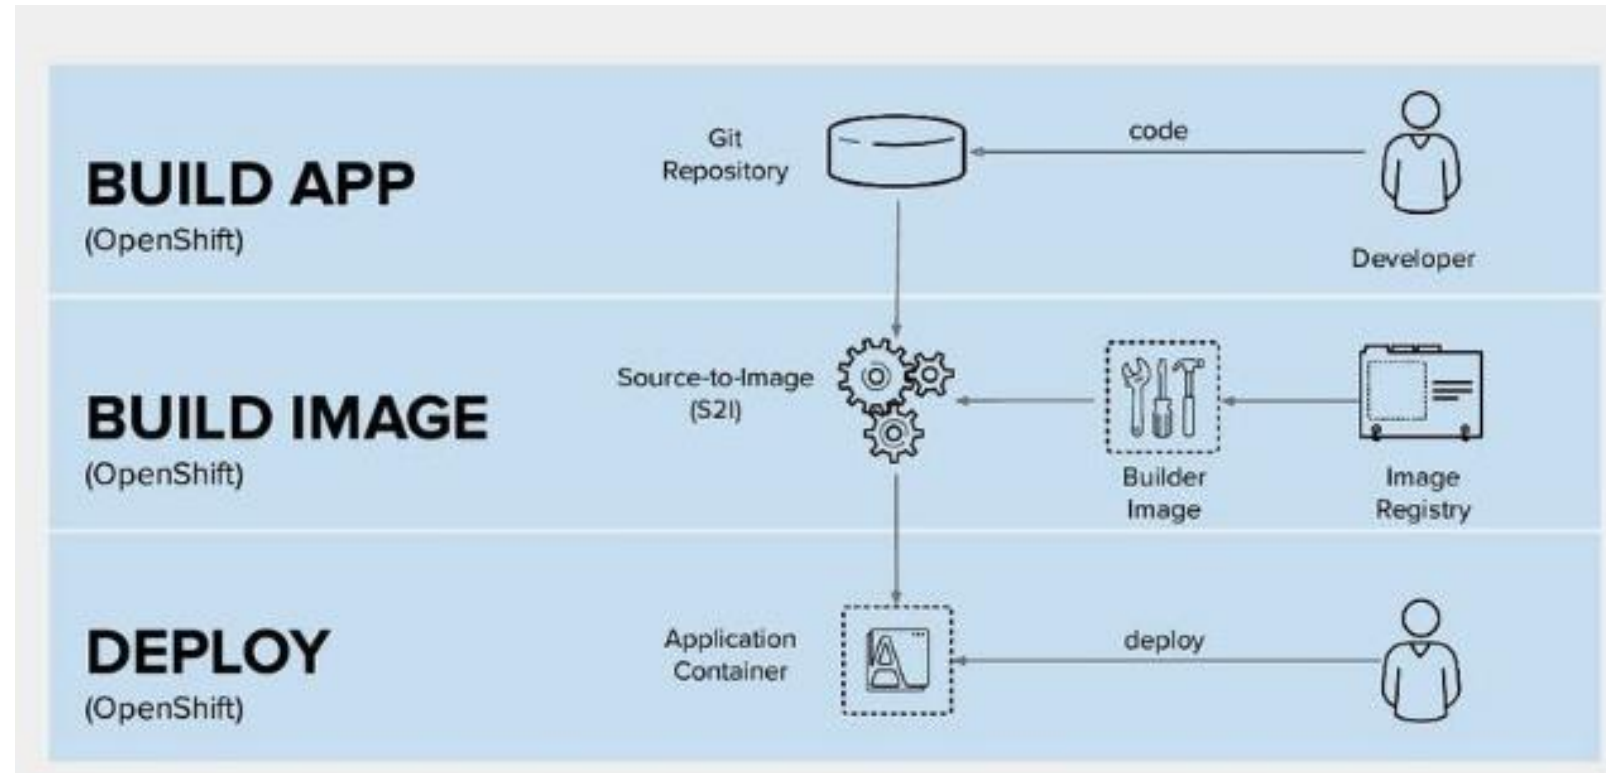 BUILD APP
(OpenShift)
Git
Repository
code
Developer
BUILD IMAGE
(OpenShift)
Source-to-Image
(S2I)
Builder
Image
Image
Registry
DEPLOY
(OpenShift)
Application
Container
deploy